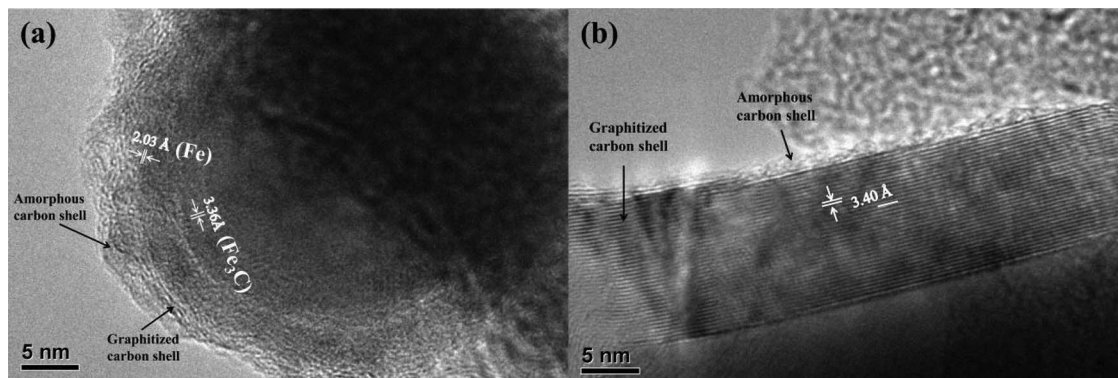 (a)
2.03 Å (Fe)
3.36Å (Fe₃C)
Amorphous
carbon shell
Graphitized
carbon shell
5 nm
(b)
Amorphous
carbon shell
Graphitized
carbon shell
3.40 Å
5 nm